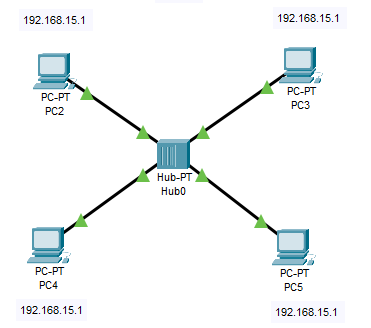 192.168.15.1
192.168.15.1
PC-PT
PC2
PC-PT
PC3
Hub-PT
Hub0
PC-PT
PC4
PC-PT
PC5
192.168.15.1
192.168.15.1